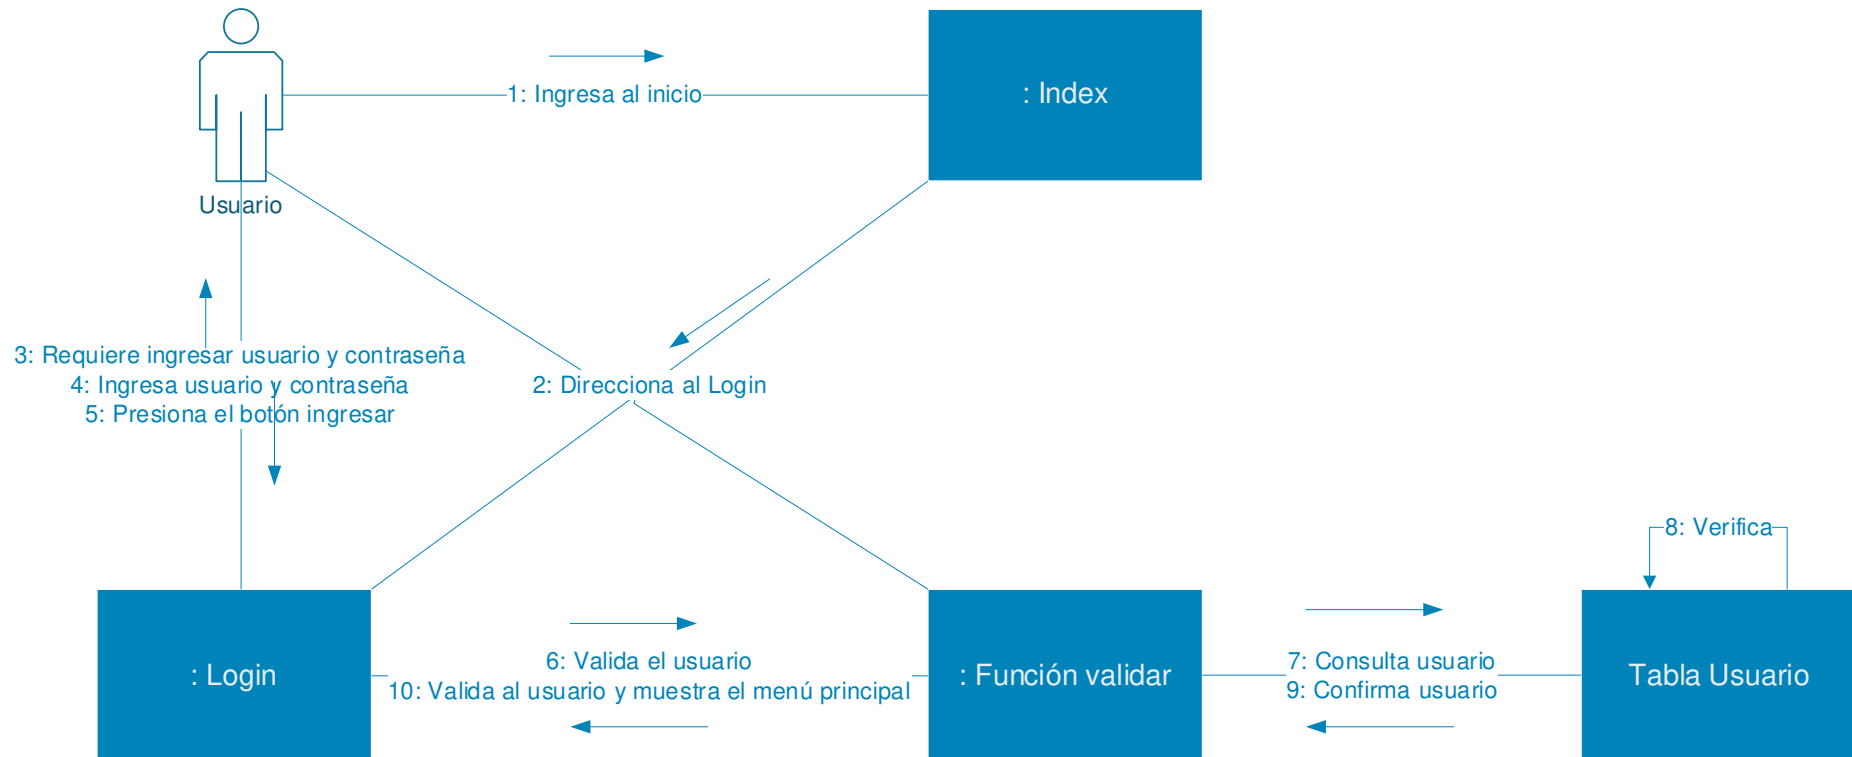 1: Ingresa al inicio
: Index
Usuario
3: Requiere ingresar usuario y contraseña
4: Ingresa usuario y contraseña
5: Presiona el botón ingresar
2: Direcciona al Login
8: Verifica
: Login
6: Valida el usuario
10: Valida al usuario y muestra el menú principal
: Función validar
7: Consulta usuario
9: Confirma usuario
Tabla Usuario